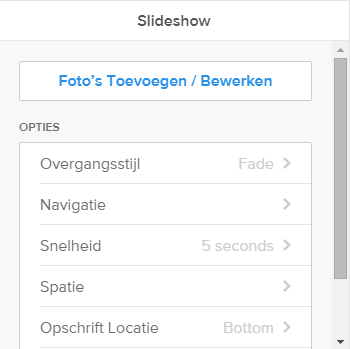 Slideshow
Foto's Toevoegen / Bewerken
OPTIES
Overgangsstijl Fade
Navigatie
Snelheid 5 seconds
Spatie
Opschrift Locatie Bottom